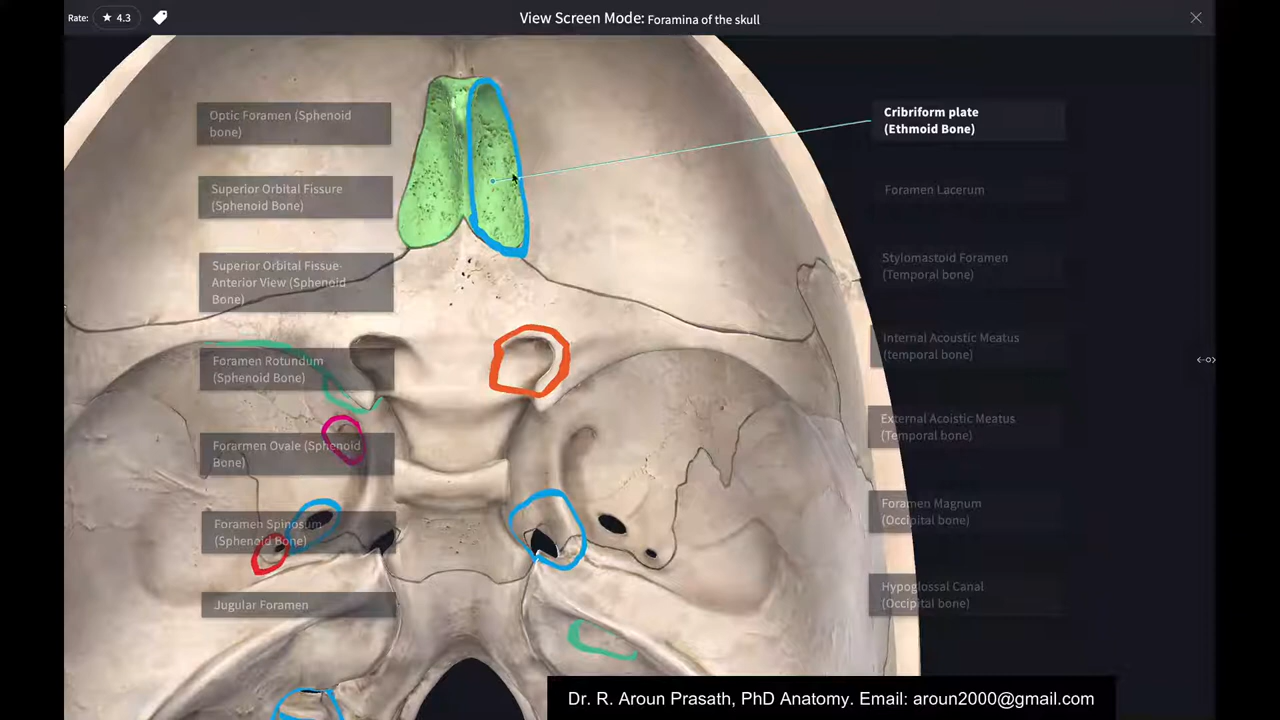 Rate: ★ 4.3
View Screen Mode: Foramina of the skull
Optic Foramen (Sphenoid
bone)
Superior Orbital Fissure
(Sphenoid Bone)
Superior Orbital Fissue-
Anterior View (Sphenoid
Bone)
Foramen Rotundum
(Sphenoid Bone)
Forarmen Ovale (Sphenoid
Bone)
Foramen Spinosum
(Sphenoid Bone)
Jugular Foramen
Cribriform plate
(Ethmoid Bone)
Foramen Lacerum
Stylomastoid Foramen
(Temporal bone)
Internal Acoustic Meatus
(temporal bone)
External Acoistic Meatus
(Temporal bone)
Foramen Magnum
(Occipital bone)
Hypoglossal Canal
(Occipital bone)
Dr. R. Aroun Prasath, PhD Anatomy. Email: aroun2000@gmail.com